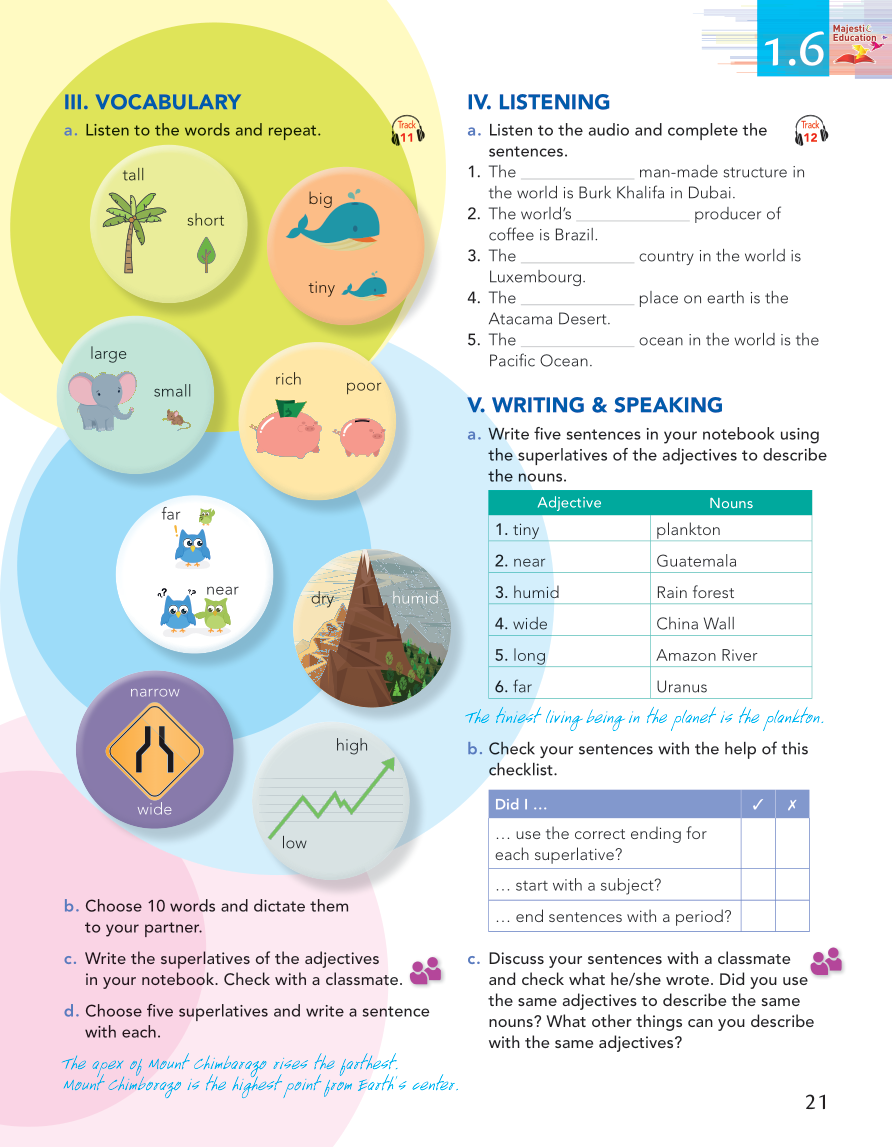 1.6
Majestic
Education
III. VOCABULARY
a. Listen to the words and repeat.
Track
11
tall
short
big
tiny
large
small
rich
poor
far
near
dry
humid
narrow
wide
high
low
b. Choose 10 words and dictate them
to your partner.
c. Write the superlatives of the adjectives
in your notebook. Check with a classmate.
d. Choose five superlatives and write a sentence
with each.
The apex of Mount Chimbarazo rises the farthest.
Mount Chimborazo is the highest point from Earth's center.
IV. LISTENING
a. Listen to the audio and complete the
sentences.
Track
12
1. The ____________ man-made structure in
the world is Burk Khalifa in Dubai.
2. The world's ____________ producer of
coffee is Brazil.
3. The ____________ country in the world is
Luxembourg.
4. The ____________ place on earth is the
Atacama Desert.
5. The ____________ ocean in the world is the
Pacific Ocean.
V. WRITING & SPEAKING
a. Write five sentences in your notebook using
the superlatives of the adjectives to describe
the nouns.
Adjective Nouns
1. tiny plankton
2. near Guatemala
3. humid Rain forest
4. wide China Wall
5. long Amazon River
6. far Uranus
The tiniest living being in the planet is the plankton.
b. Check your sentences with the help of this
checklist.
Did I ... ✓ ✗
... use the correct ending for
each superlative?
... start with a subject?
... end sentences with a period?
c. Discuss your sentences with a classmate
and check what he/she wrote. Did you use
the same adjectives to describe the same
nouns? What other things can you describe
with the same adjectives?
21